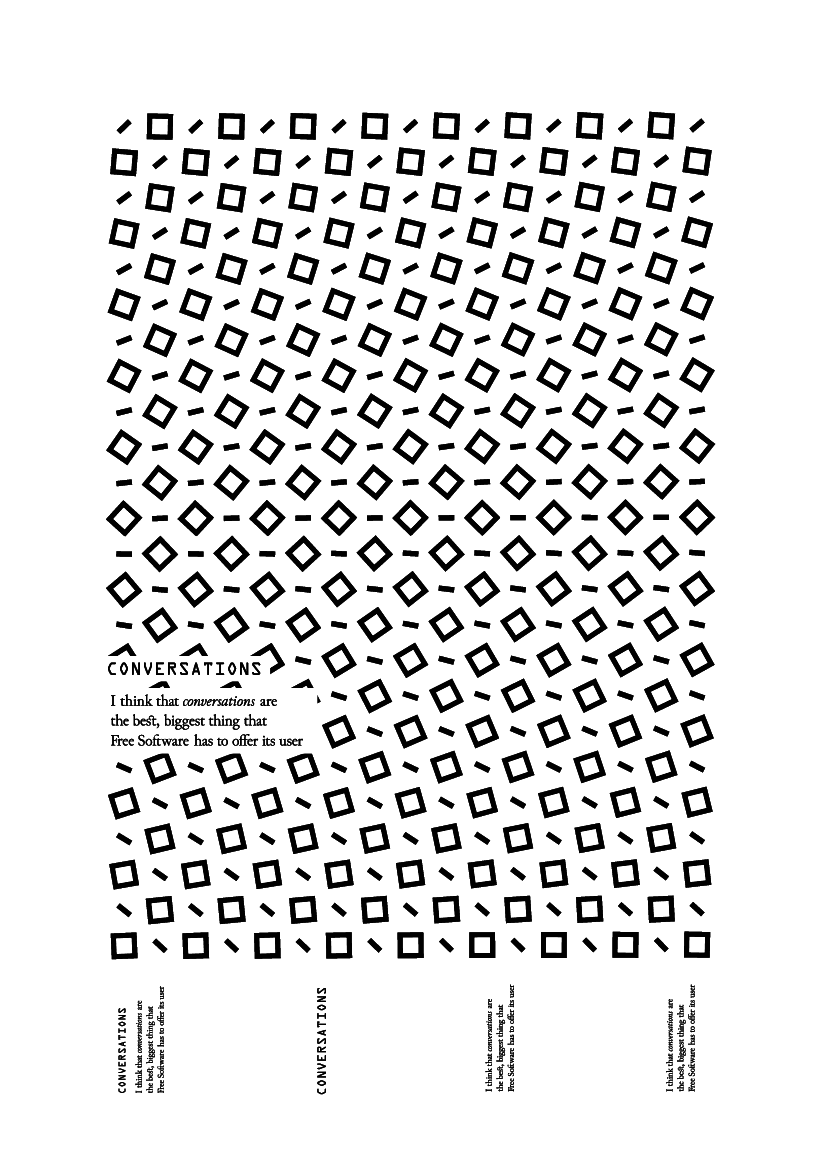 CONVERSATIONS
I think that conversations are
the best, biggest thing that
Free Software has to offer its user
CONVERSATIONS
I think that conversations are
the best, biggest thing that
Free Software has to offer its user
CONVERSATIONS
I think that conversations are
the best, biggest thing that
Free Software has to offer its user
I think that conversations are
the best, biggest thing that
Free Software has to offer its user